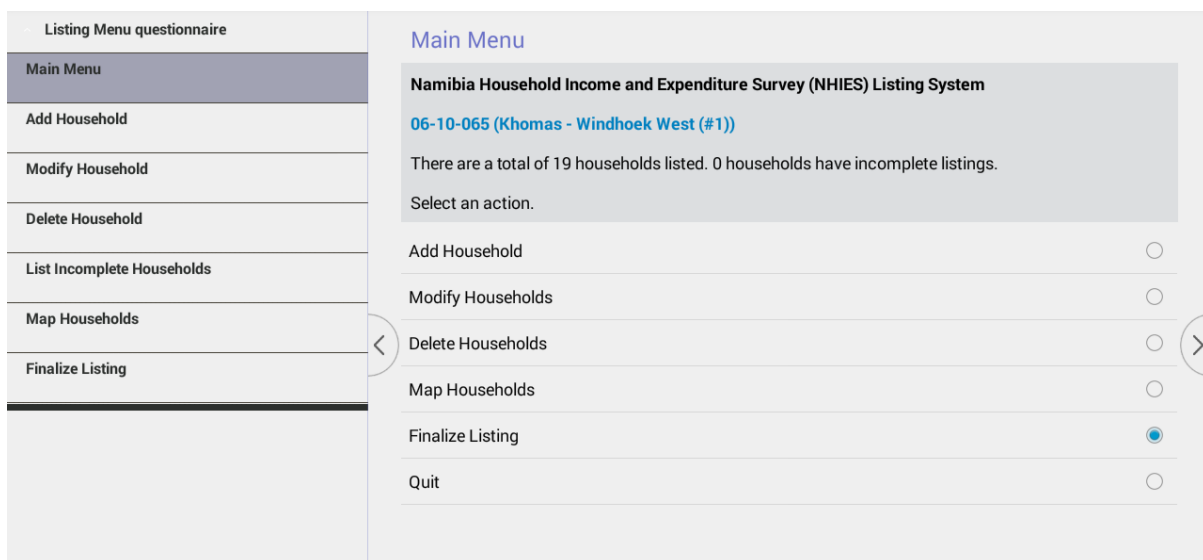 Listing Menu questionnaire
Main Menu
Add Household
Modify Household
Delete Household
List Incomplete Households
Map Households
Finalize Listing
Main Menu
Namibia Household Income and Expenditure Survey (NHIES) Listing System
06-10-065 (Khomas - Windhoek West (#1))
There are a total of 19 households listed. 0 households have incomplete listings.
Select an action.
Add Household
Modify Households
Delete Households
Map Households
Finalize Listing
Quit